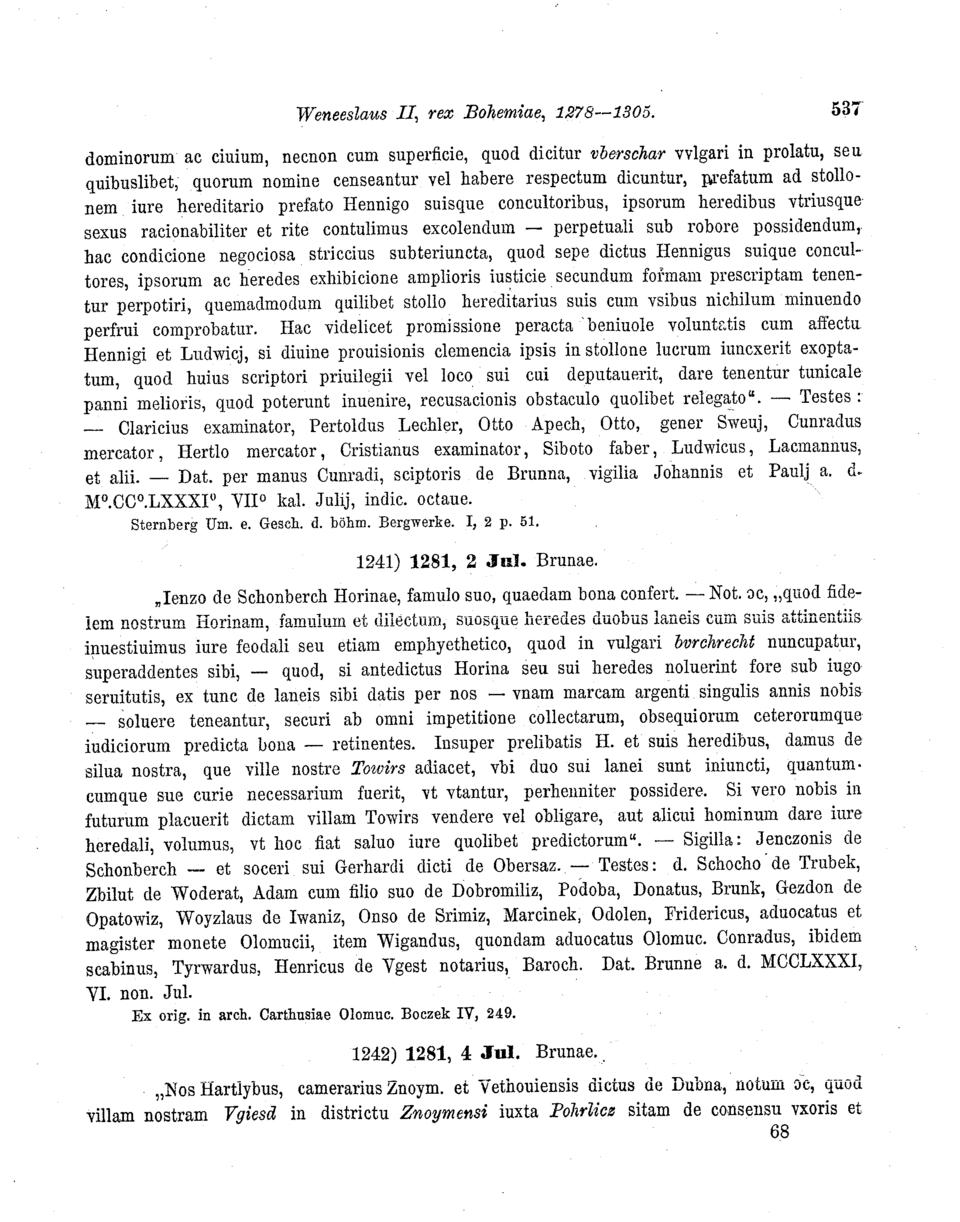 Weneeslaus II, rex Bohemiae, 1278—1305. 537
dominorum ac ciuium, necnon cum superficie, quod dicitur vberschar vvlgari in prolatu, seu
quibuslibet, quorum nomine censeantur vel habere respectum dicuntur, prefatum ad stollo-
nem iure hereditario prefato Hennigo suisque concultoribus, ipsorum heredibus vtriusque
sexus racionabiliter et rite contulimus excolendum — perpetuali sub robore possidendum,
hac condicione negociosa striccius subteriuncta, quod sepe dictus Hennigus suique concul-
tores, ipsorum ac heredes exhibicione amplioris iusticie secundum formam prescriptam tenen-
tur perpotiri, quemadmodum quilibet stollo hereditarius suis cum vsibus nichilum minuendo
perfrui comprobatur. Hac videlicet promissione peracta beniuole voluntatis cum affectu
Hennigi et Ludwicj, si diuine prouisionis clemencia ipsis in stollone lucrum iuncxerit exopta-
tum, quod huius scriptori priuilegii vel loco sui cui deputauerit, dare tenentur tunicale
panni melioris, quod poterunt inuenire, recusacionis obstaculo quolibet relegato“. — Testes :
— Claricius examinator, Pertoldus Lechler, Otto Apech, Otto, gener Sweuj, Cunradus
mercator, Hertlo mercator, Cristianus examinator, Siboto faber, Ludwicus, Lacmannus,
et alii. — Dat. per manus Cunradi, sciptoris de Brunna, vigilia Johannis et Paulj a. d.
M⁰.CC⁰.LXXXI⁰, VII⁰ kal. Julij, indic. octaue.
Sternberg Um. e. Gesch. d. böhm. Bergwerke. I, 2 p. 51.
1241) 1281, 2 Jul. Brunae.
„Ienzo de Schonberch Horinae, famulo suo, quaedam bona confert. — Not. ɔc, „quod fide-
lem nostrum Horinam, famulum et dilectum, suosque heredes duobus laneis cum suis attinentiis
inuestiuimus iure feodali seu etiam emphyethetico, quod in vulgari bvrchrecht nuncupatur,
superaddentes sibi, — quod, si antedictus Horina seu sui heredes noluerint fore sub iugo
seruitutis, ex tunc de laneis sibi datis per nos — vnam marcam argenti singulis annis nobis
— soluere teneantur, securi ab omni impetitione collectarum, obsequiorum ceterorumque
iudiciorum predicta bona — retinentes. Insuper prelibatis H. et suis heredibus, damus de
silua nostra, que ville nostre Towirs adiacet, vbi duo sui lanei sunt iniuncti, quantum-
cumque sue curie necessarium fuerit, vt vtantur, perhenniter possidere. Si vero nobis in
futurum placuerit dictam villam Towirs vendere vel obligare, aut alicui hominum dare iure
heredali, volumus, vt hoc fiat saluo iure quolibet predictorum“. — Sigilla: Jenczonis de
Schonberch — et soceri sui Gerhardi dicti de Obersaz. — Testes: d. Schocho de Trubek,
Zbilut de Woderat, Adam cum filio suo de Dobromiliz, Podoba, Donatus, Brunk, Gezdon de
Opatowiz, Woyzlaus de Iwaniz, Onso de Srimiz, Marcinek, Odolen, Fridericus, aduocatus et
magister monete Olomucii, item Wigandus, quondam aduocatus Olomuc. Conradus, ibidem
scabinus, Tyrwardus, Henricus de Vgest notarius, Baroch. Dat. Brunne a. d. MCCLXXXI,
VI. non. Jul.
Ex orig. in arch. Carthusiae Olomuc. Boczek IV, 249.
1242) 1281, 4 Jul. Brunae.
„Nos Hartlybus, camerarius Znoym. et Vethouiensis dictus de Dubna, notum ɔc, quod
villam nostram Vgiesd in districtu Znoymensi iuxta Pohrlicz sitam de consensu vxoris et
68